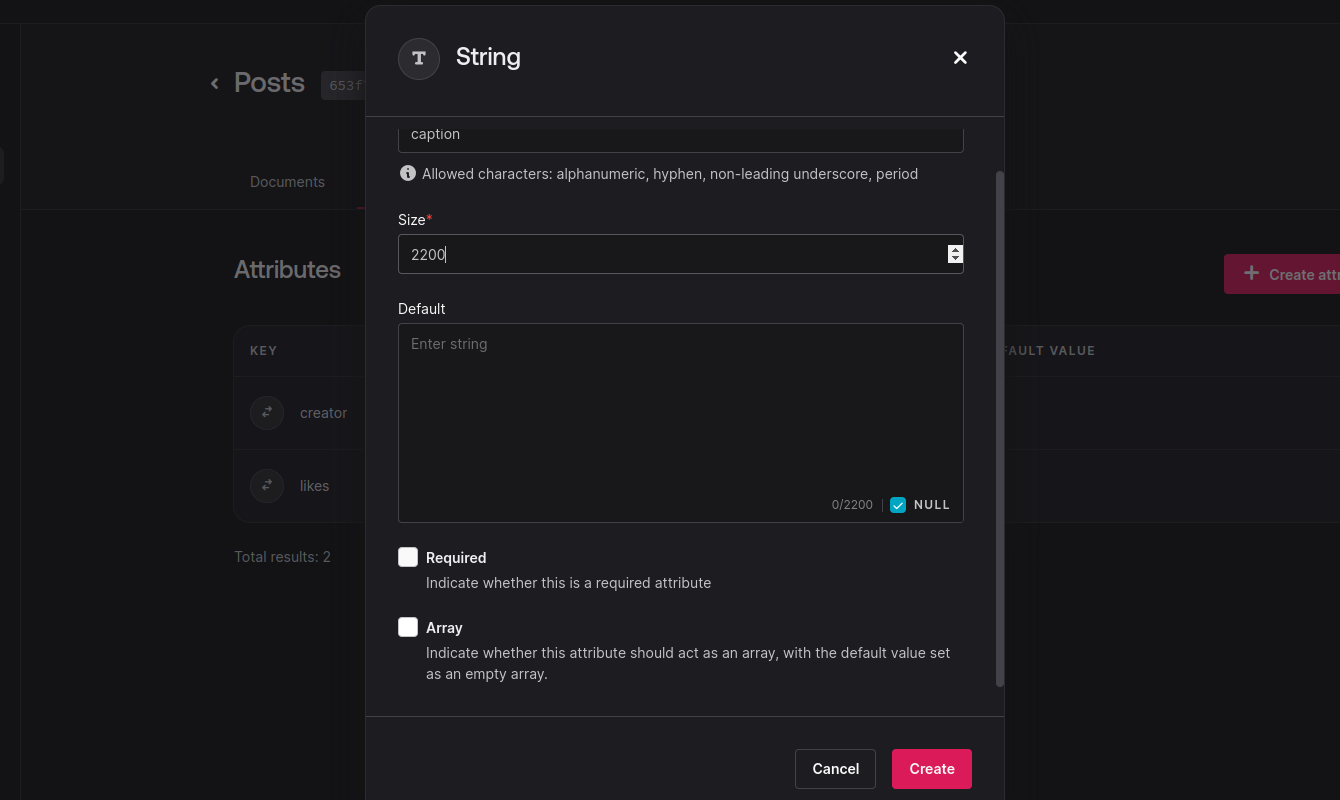 String
Posts
653f
caption
Allowed characters: alphanumeric, hyphen, non-leading underscore, period
Documents
Size*
2200
Attributes
Create attr
Default
Enter string
KEY
FAULT VALUE
creator
likes
0/2200
NULL
Total results: 2
Required
Indicate whether this is a required attribute
Array
Indicate whether this attribute should act as an array, with the default value set
as an empty array.
Cancel
Create